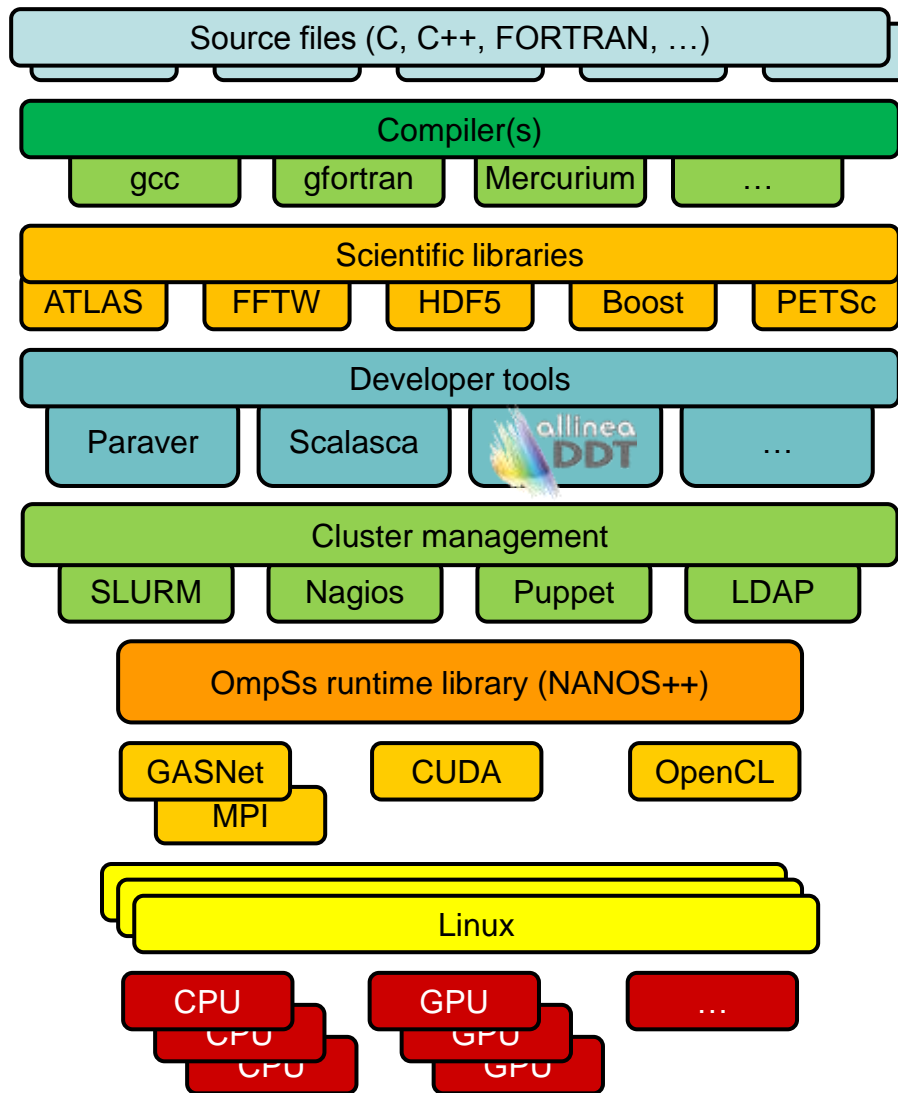 Source files (C, C++, FORTRAN, …)
Compiler(s)
gcc gfortran Mercurium …
Scientific libraries
ATLAS FFTW HDF5 Boost PETSc
Developer tools
Paraver Scalasca allinea DDT …
Cluster management
SLURM Nagios Puppet LDAP
OmpSs runtime library (NANOS++)
GASNet CUDA OpenCL
MPI
Linux
CPU GPU …
CPU GPU
CPU GPU